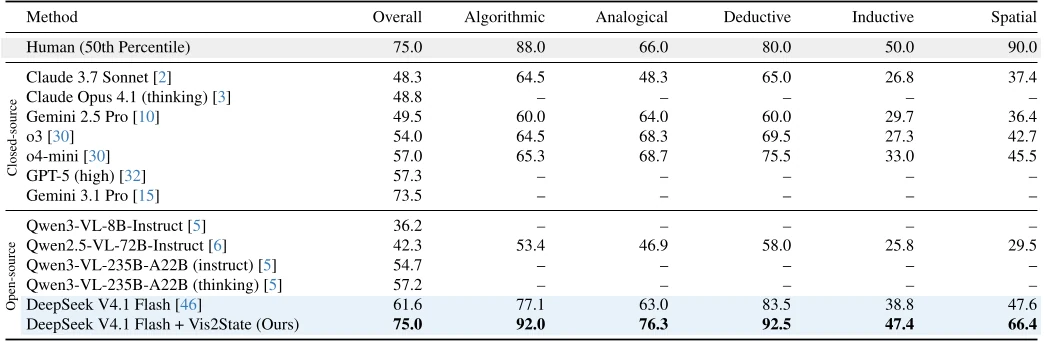 Method Overall Algorithmic Analogical Deductive Inductive Spatial
Human (50th Percentile) 75.0 88.0 66.0 80.0 50.0 90.0
Closed-source
Claude 3.7 Sonnet [2] 48.3 64.5 48.3 65.0 26.8 37.4
Claude Opus 4.1 (thinking) [3] 48.8 – – – – –
Gemini 2.5 Pro [10] 49.5 60.0 64.0 60.0 29.7 36.4
o3 [30] 54.0 64.5 68.3 69.5 27.3 42.7
o4-mini [30] 57.0 65.3 68.7 75.5 33.0 45.5
GPT-5 (high) [32] 57.3 – – – – –
Gemini 3.1 Pro [15] 73.5 – – – – –
Open-source
Qwen3-VL-8B-Instruct [5] 36.2 – – – – –
Qwen2.5-VL-72B-Instruct [6] 42.3 53.4 46.9 58.0 25.8 29.5
Qwen3-VL-235B-A22B (instruct) [5] 54.7 – – – – –
Qwen3-VL-235B-A22B (thinking) [5] 57.2 – – – – –
DeepSeek V4.1 Flash [46] 61.6 77.1 63.0 83.5 38.8 47.6
DeepSeek V4.1 Flash + Vis2State (Ours) 75.0 92.0 76.3 92.5 47.4 66.4